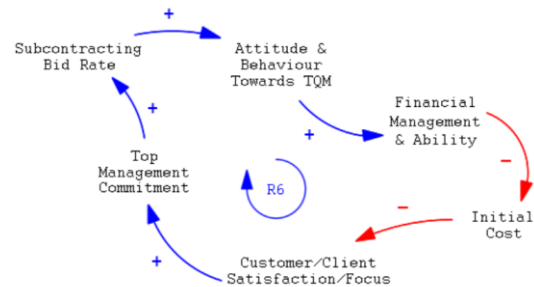 +
Subcontracting
Bid Rate
Attitude &
Behaviour
Towards TQM
+
Financial
Management
& Ability
−
Initial
Cost
−
Customer/Client
Satisfaction/Focus
+
Top
Management
Commitment
+
R6